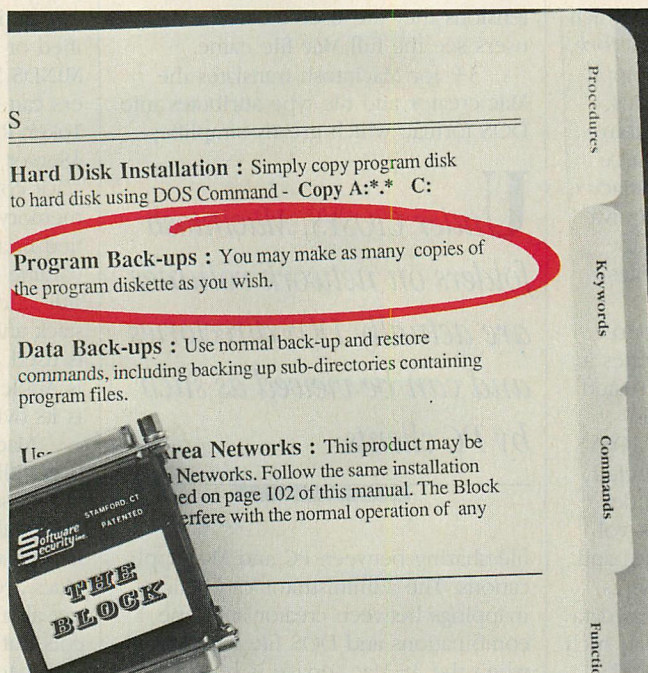 S
Hard Disk Installation : Simply copy program disk
to hard disk using DOS Command - Copy A:*.* C:
Program Back-ups : You may make as many copies of
the program diskette as you wish.
Data Back-ups : Use normal back-up and restore
commands, including backing up sub-directories containing
program files.
Area Networks : This product may be
Networks. Follow the same installation
on page 102 of this manual. The Block
with the normal operation of any
Software
Security inc.
STAMFORD, CT
PATENTED
THE
BLOCK
Procedures
Keywords
Commands